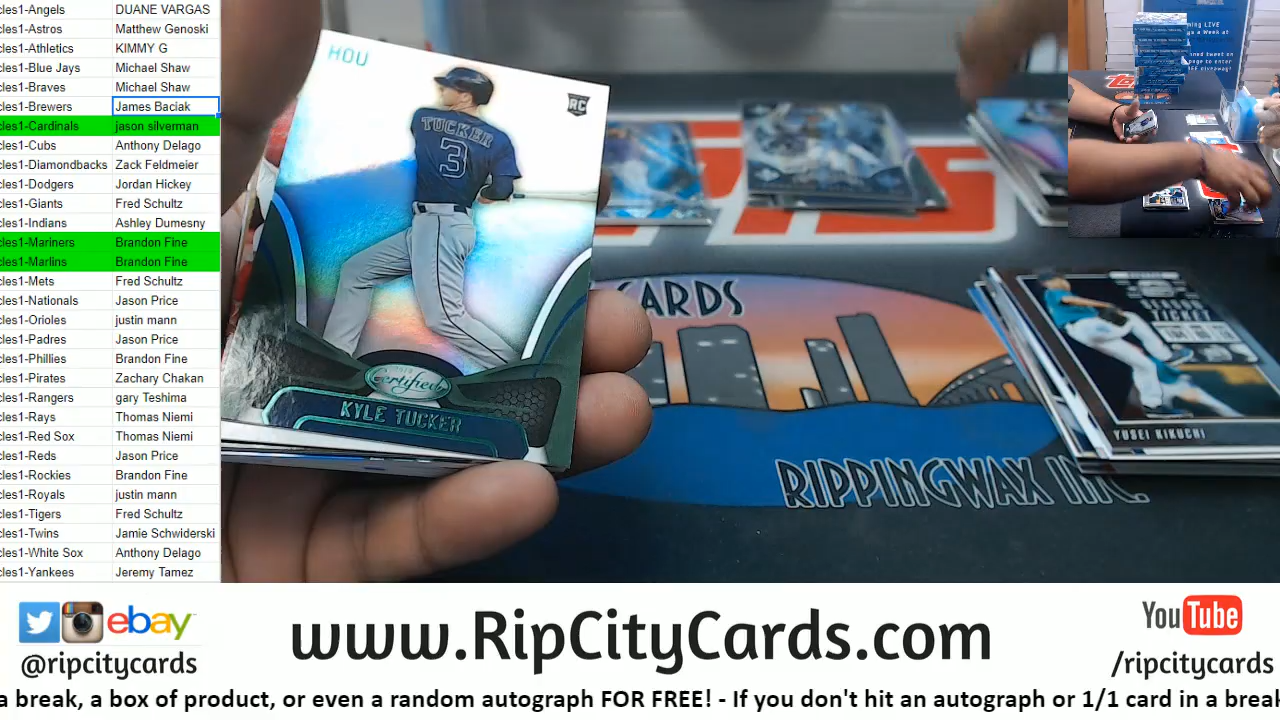 cles1-Angels DUANE VARGAS
cles1-Astros Matthew Genoski
cles1-Athletics KIMMY G
cles1-Blue Jays Michael Shaw
cles1-Braves Michael Shaw
cles1-Brewers James Baciak
cles1-Cardinals jason silverman
cles1-Cubs Anthony Delago
cles1-Diamondbacks Zack Feldmeier
cles1-Dodgers Jordan Hickey
cles1-Giants Fred Schultz
cles1-Indians Ashley Dumesny
cles1-Mariners Brandon Fine
cles1-Marlins Brandon Fine
cles1-Mets Fred Schultz
cles1-Nationals Jason Price
cles1-Orioles justin mann
cles1-Padres Jason Price
cles1-Phillies Brandon Fine
cles1-Pirates Zachary Chakan
cles1-Rangers gary Teshima
cles1-Rays Thomas Niemi
cles1-Red Sox Thomas Niemi
cles1-Reds Jason Price
cles1-Rockies Brandon Fine
cles1-Royals justin mann
cles1-Tigers Fred Schultz
cles1-Twins Jamie Schwiderski
cles1-White Sox Anthony Delago
cles1-Yankees Jeremy Tamez
HOU
RC
TUCKER
3
Certified
KYLE TUCKER
CARDS
RIPPINGWAX INC.
TICKET
YUSEI KIKUCHI
ebay
@ripcitycards
www.RipCityCards.com
YouTube
/ripcitycards
a break, a box of product, or even a random autograph FOR FREE! - If you don't hit an autograph or 1/1 card in a break